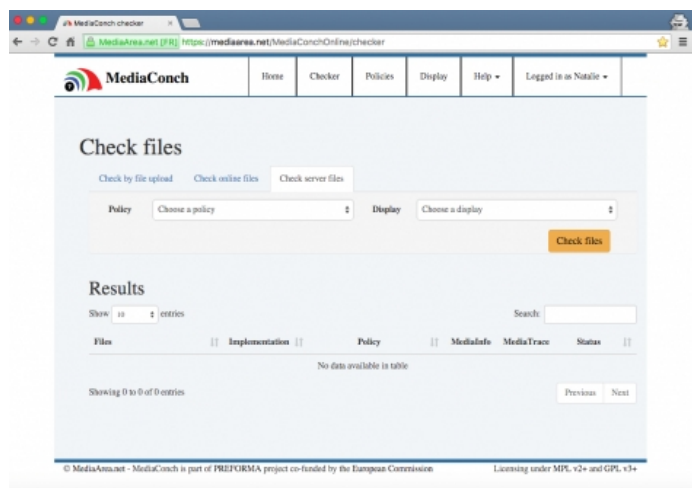 MediaConch checker
MediaArea.net [FR] https://mediaarea.net/MediaConchOnline/checker
MediaConch Home Checker Policies Display Help Logged in as Natalie
Check files
Check by file upload Check online files Check server files
Policy Choose a policy Display Choose a display
Check files
Results
Show 10 entries Search:
Files Implementation Policy MediaInfo MediaTrace Status
No data available in table
Showing 0 to 0 of 0 entries Previous Next
© MediaArea.net - MediaConch is part of PREFORMA project co-funded by the European Commission Licensing under MPL v2+ and GPL v3+